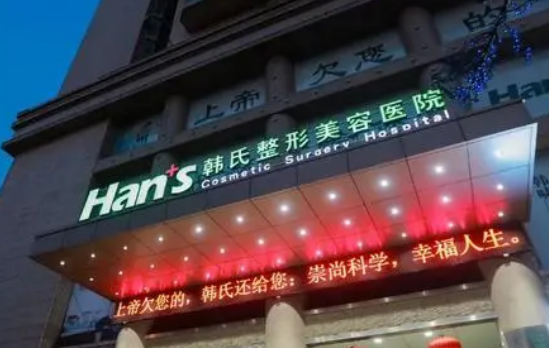 上帝欠您的
Han's 韩氏整形美容医院
Cosmetic Surgery Hospital
上帝欠您的，韩氏还给您：崇尚科学，幸福人生。